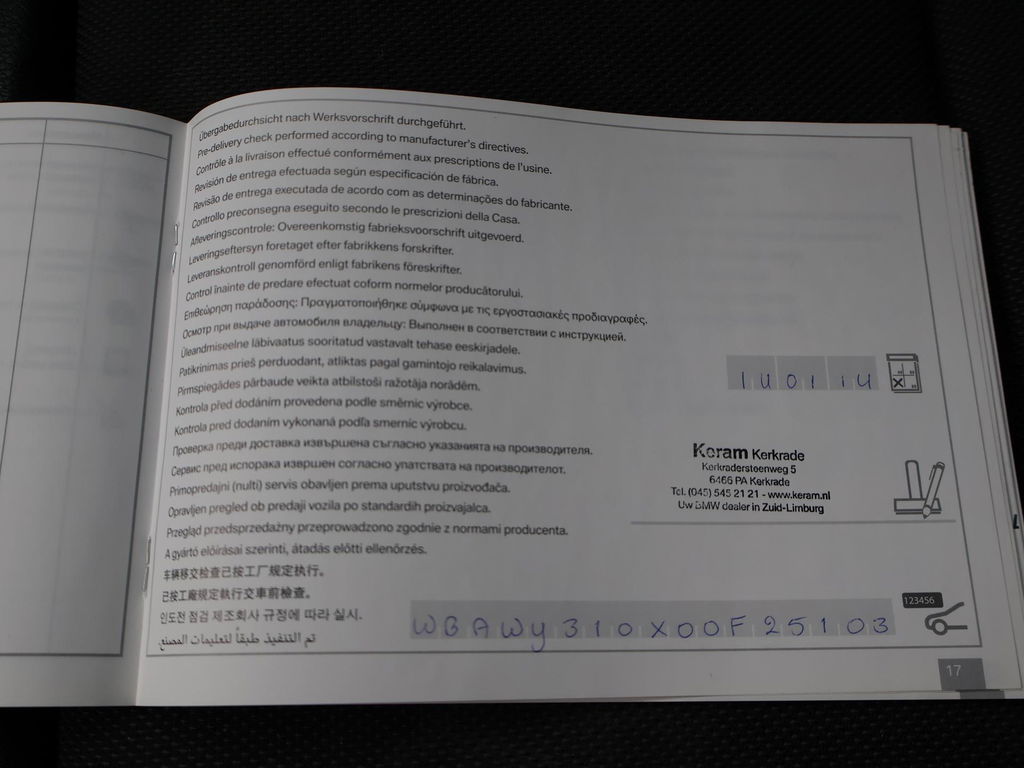 Übergabedurchsicht nach Werksvorschrift durchgeführt.
Pre-delivery check performed according to manufacturer's directives.
Contrôle à la livraison effectué conformément aux prescriptions de l'usine.
Revisión de entrega efectuada según especificación de fábrica.
Revisão de entrega executada de acordo com as determinações do fabricante.
Controllo preconsegna eseguito secondo le prescrizioni della Casa.
Afleveringscontrole: Overeenkomstig fabrieksvoorschrift uitgevoerd.
Leveringseftersyn foretaget efter fabrikkens forskrifter.
Leveranskontroll genomförd enligt fabrikens föreskrifter.
Control înainte de predare efectuat coform normelor producătorului.
Επιθεώρηση παράδοσης: Πραγματοποιήθηκε σύμφωνα με τις εργοστασιακές προδιαγραφές.
Осмотр при выдаче автомобиля владельцу: Выполнен в соответствии с инструкцией.
Üleandmiseelne läbivaatus sooritatud vastavalt tehase eeskirjadele.
Patikrinimas prieš perduodant, atliktas pagal gamintojo reikalavimus.
Pirmspiegādes pārbaude veikta atbilstoši ražotāja norādēm.
Kontrola před dodáním provedena podle směrnic výrobce.
Kontrola pred dodaním vykonaná podľa smerníc výrobcu.
Проверка преди доставка извършена съгласно указанията на производителя.
Сервис пред испорака извршен согласно упатствата на производителот.
Primopredajni (nulti) servis obavljen prema uputstvu proizvođača.
Opravljen pregled ob predaji vozila po standardih proizvajalca.
Przegląd przedsprzedażny przeprowadzono zgodnie z normami producenta.
A gyártó előírásai szerinti, átadás előtti ellenőrzés.
车辆移交检查已按工厂规定执行。
已按工廠規定執行交車前檢查。
인도전 점검 제조회사 규정에 따라 실시.
تم التنفيذ طبقاً لتعليمات المصنع
140114
Keram Kerkrade
Kerkradersteenweg 5
6466 PA Kerkrade
Tel. (045) 545 21 21 - www.keram.nl
Uw BMW dealer in Zuid-Limburg
123456
WBAWY310X00F25103
17